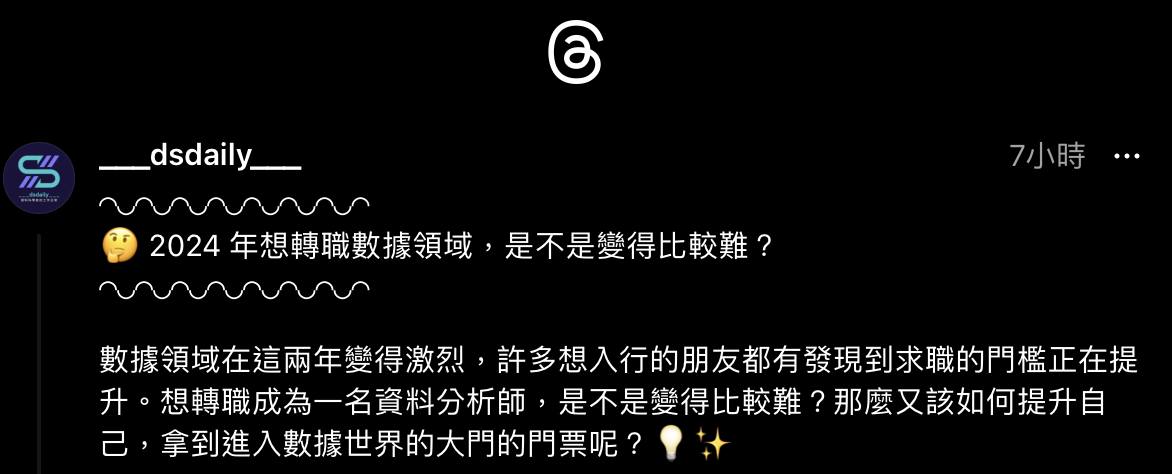 ___dsdaily___
7小時
🤔 2024 年想轉職數據領域，是不是變得比較難？
數據領域在這兩年變得激烈，許多想入行的朋友都有發現到求職的門檻正在提
升。想轉職成為一名資料分析師，是不是變得比較難？那麼又該如何提升自
己，拿到進入數據世界的大門的門票呢？💡✨